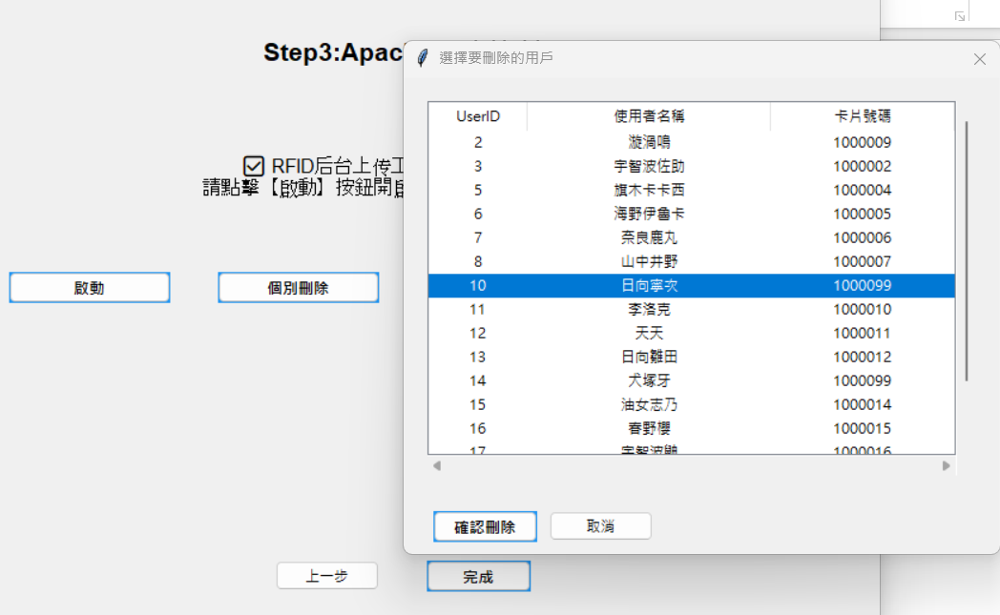 Step3:Apac
選擇要刪除的用戶
RFID后台上传工
請點擊【啟動】按鈕開啟
啟動
個別刪除
UserID 使用者名稱 卡片號碼
2 漩渦鳴 1000009
3 宇智波佐助 1000002
5 旗木卡卡西 1000004
6 海野伊魯卡 1000005
7 奈良鹿丸 1000006
8 山中井野 1000007
10 日向寧次 1000099
11 李洛克 1000010
12 天天 1000011
13 日向雛田 1000012
14 犬塚牙 1000099
15 油女志乃 1000014
16 春野櫻 1000015
17 宇智波鼬 1000016
確認刪除
取消
上一步
完成